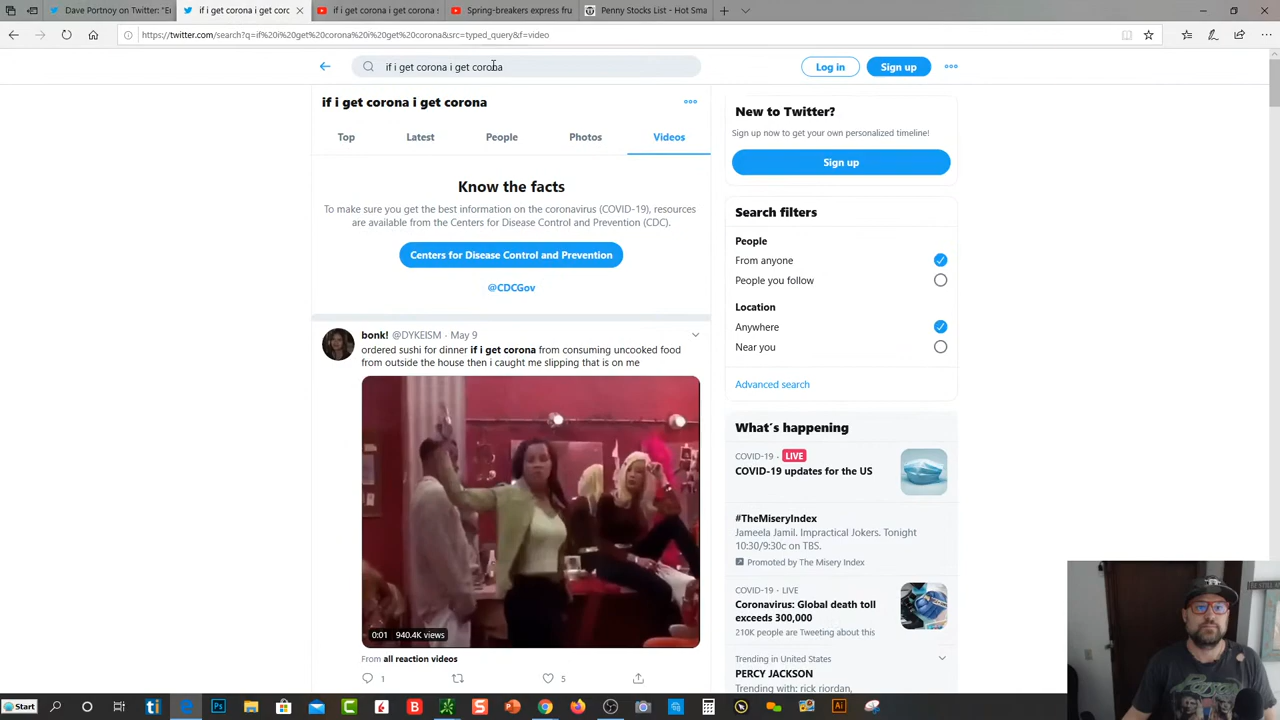 Dave Portnoy on Twitter: "E
if i get corona i get cor
if i get corona i get corona
Spring-breakers express fru
Penny Stocks List - Hot Sma
https://twitter.com/search?q=if%20i%20get%20corona%20i%20get%20corona&src=typed_query&f=video
if i get corona i get corona
Log in
Sign up
if i get corona i get corona
Top
Latest
People
Photos
Videos
Know the facts
To make sure you get the best information on the coronavirus (COVID-19), resources
are available from the Centers for Disease Control and Prevention (CDC).
Centers for Disease Control and Prevention
@CDCGov
bonk! @DYKEISM · May 9
ordered sushi for dinner if i get corona from consuming uncooked food
from outside the house then i caught me slipping that is on me
0:01 940.4K views
From all reaction videos
1
5
New to Twitter?
Sign up now to get your own personalized timeline!
Sign up
Search filters
People
From anyone
People you follow
Location
Anywhere
Near you
Advanced search
What's happening
COVID-19 · LIVE
COVID-19 updates for the US
#TheMiseryIndex
Jameela Jamil. Impractical Jokers. Tonight
10:30/9:30c on TBS.
Promoted by The Misery Index
COVID-19 · LIVE
Coronavirus: Global death toll
exceeds 300,000
210K people are Tweeting about this
Trending in United States
PERCY JACKSON
Trending with: rick riordan,
Start